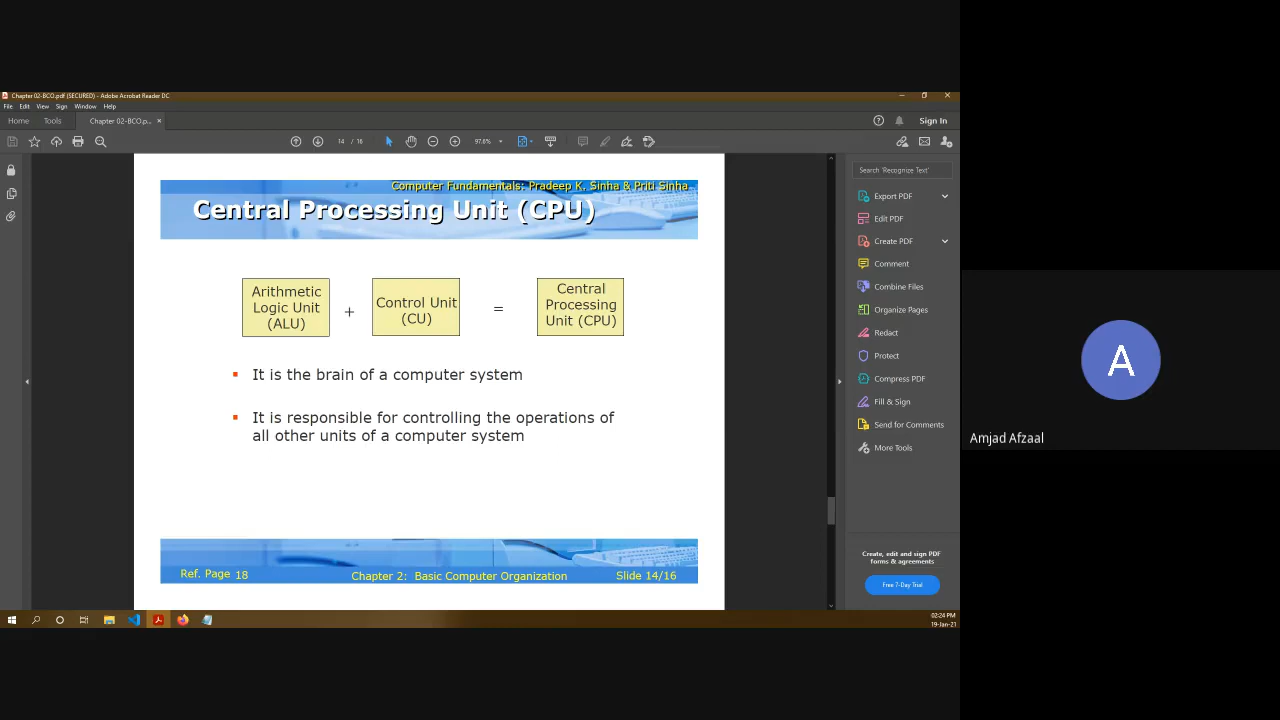 Chapter 02-BCO.pdf (SECURED) - Adobe Acrobat Reader DC
File Edit View Sign Window Help
Home Tools Chapter 02-BCO.p... × Sign In
14 / 16 97.8%
Computer Fundamentals: Pradeep K. Sinha & Priti Sinha
Central Processing Unit (CPU)
Arithmetic
Logic Unit
(ALU)
+
Control Unit
(CU)
=
Central
Processing
Unit (CPU)
It is the brain of a computer system
It is responsible for controlling the operations of
all other units of a computer system
Ref. Page 18 Chapter 2: Basic Computer Organization Slide 14/16
Search 'Recognize Text'
Export PDF
Edit PDF
Create PDF
Comment
Combine Files
Organize Pages
Redact
Protect
Compress PDF
Fill & Sign
Send for Comments
More Tools
Create, edit and sign PDF
forms & agreements
Free 7-Day Trial
02:24 PM
19-Jan-21
A
Amjad Afzaal